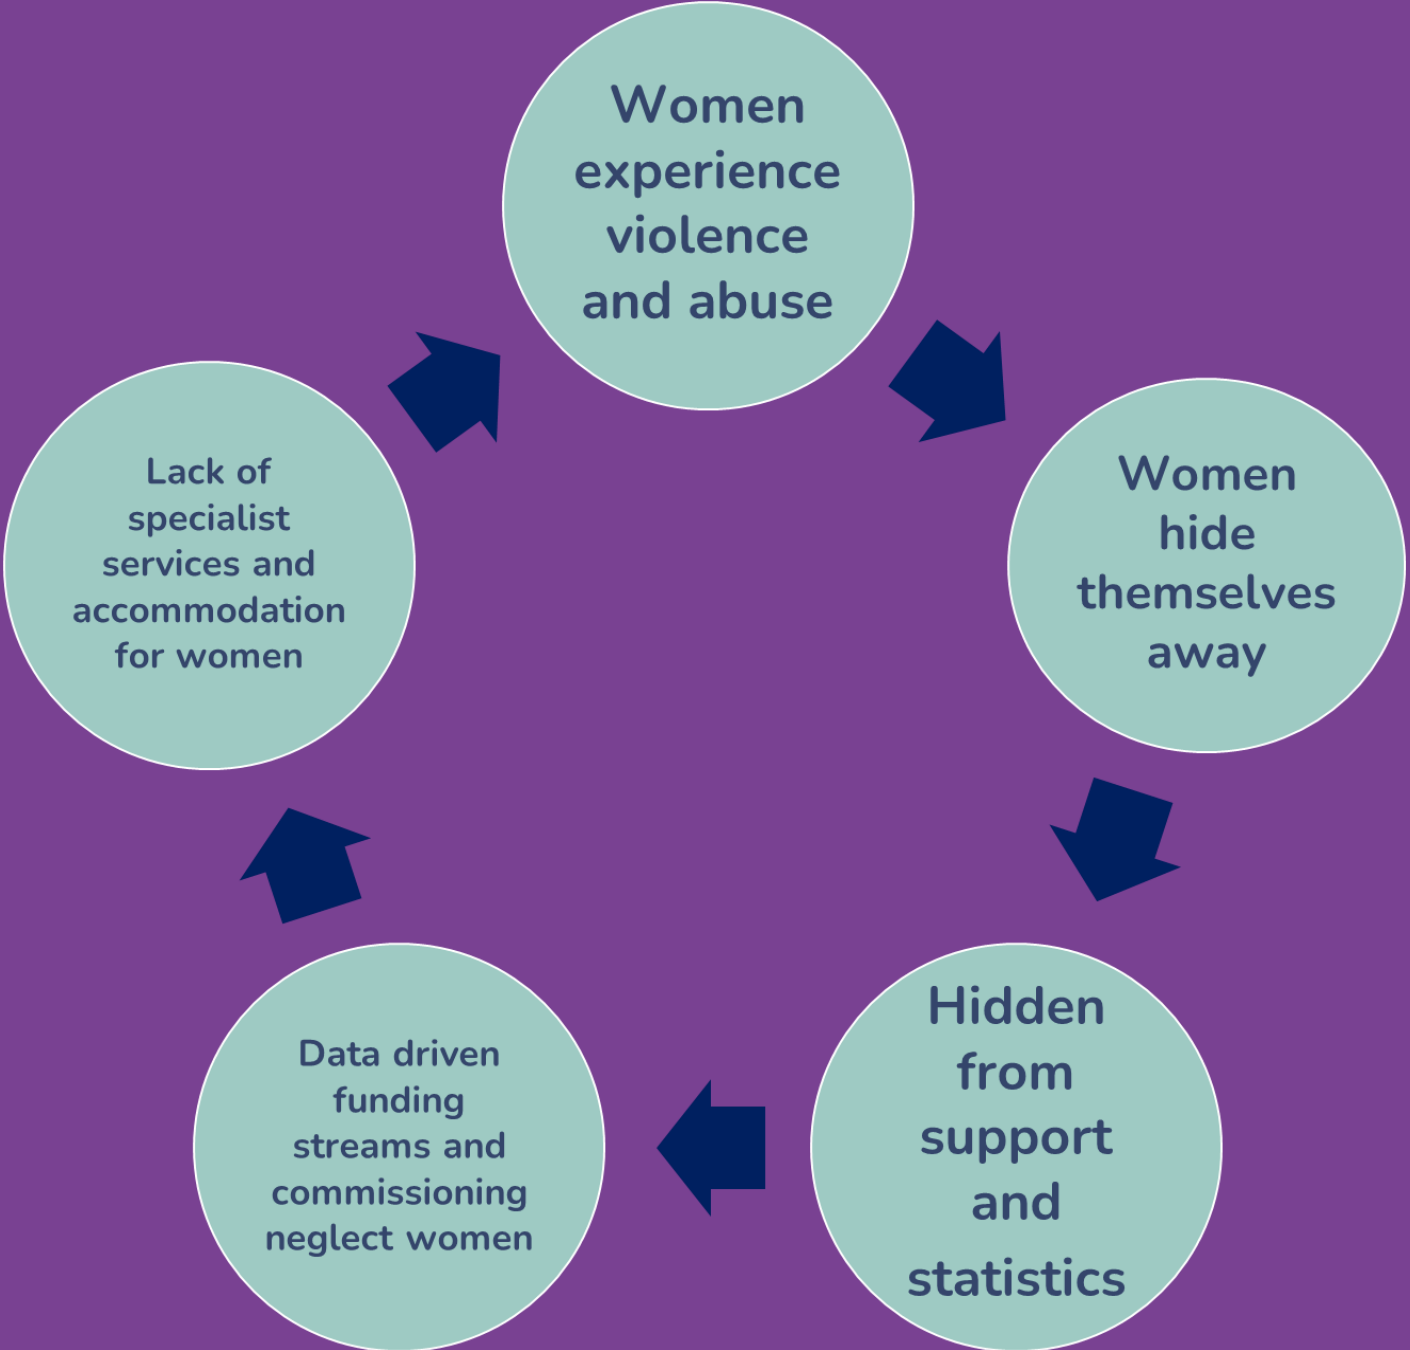 Women
experience
violence
and abuse
Women
hide
themselves
away
Hidden
from
support
and
statistics
Data driven
funding
streams and
commissioning
neglect women
Lack of
specialist
services and
accommodation
for women